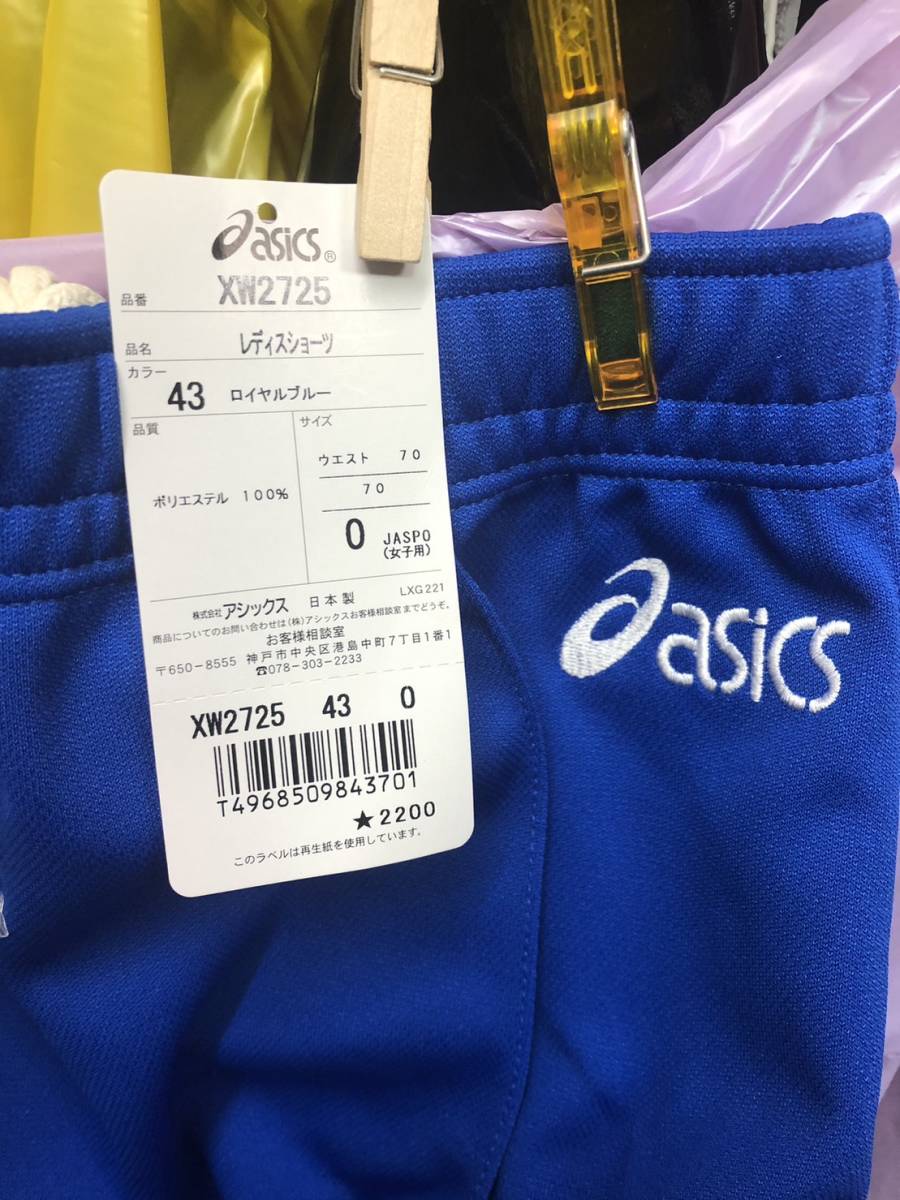 asics®
品番 XW2725
品名 レディスショーツ
カラー
43 ロイヤルブルー
品質
ポリエステル 100%
サイズ
ウエスト 70
70
O JASPO
(女子用)
LXG221
株式会社アシックス 日本製
商品についてのお問い合わせは(株)アシックスお客様相談室までどうぞ。
お客様相談室
〒650-8555 神戸市中央区港島中町7丁目1番1
☎078-303-2233
XW2725 43 O
T4968509843701
★2200
このラベルは再生紙を使用しています。
asics